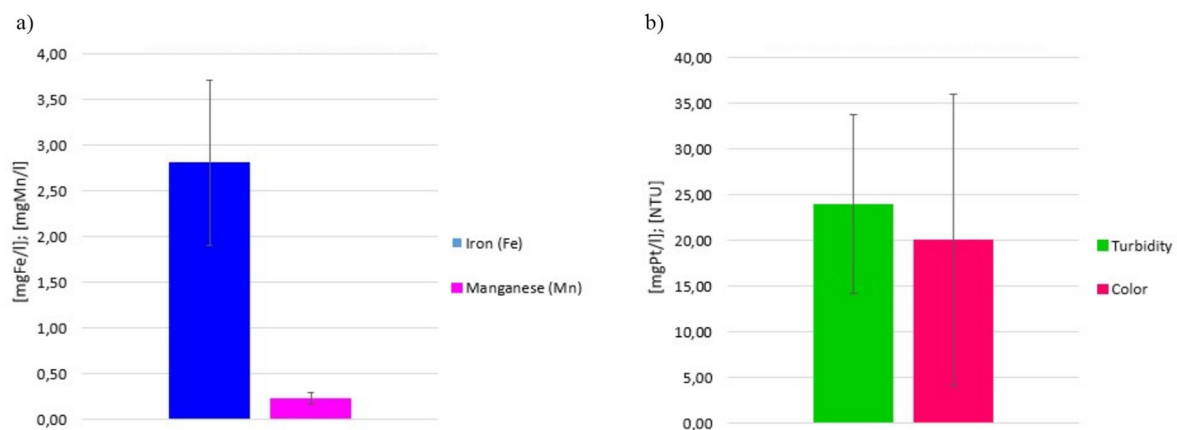 a)
4,00
3,50
3,00
2,50
2,00
1,50
1,00
0,50
0,00
[mgFe/l]; [mgMn/l]
Iron (Fe)
Manganese (Mn)
b)
40,00
35,00
30,00
25,00
20,00
15,00
10,00
5,00
0,00
[mgPt/l]; [NTU]
Turbidity
Color